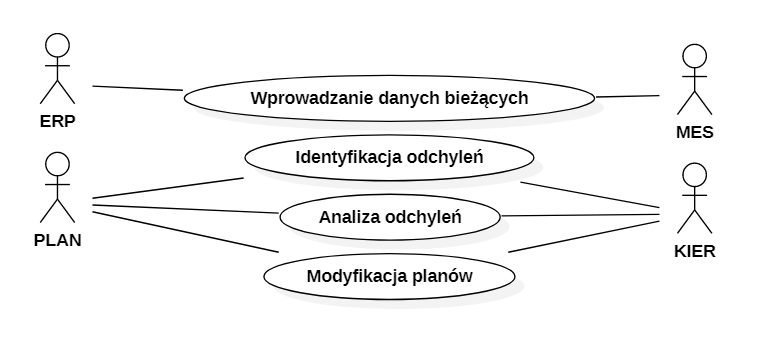 Wprowadzanie danych bieżących
ERP
MES
Identyfikacja odchyleń
Analiza odchyleń
PLAN
KIER
Modyfikacja planów